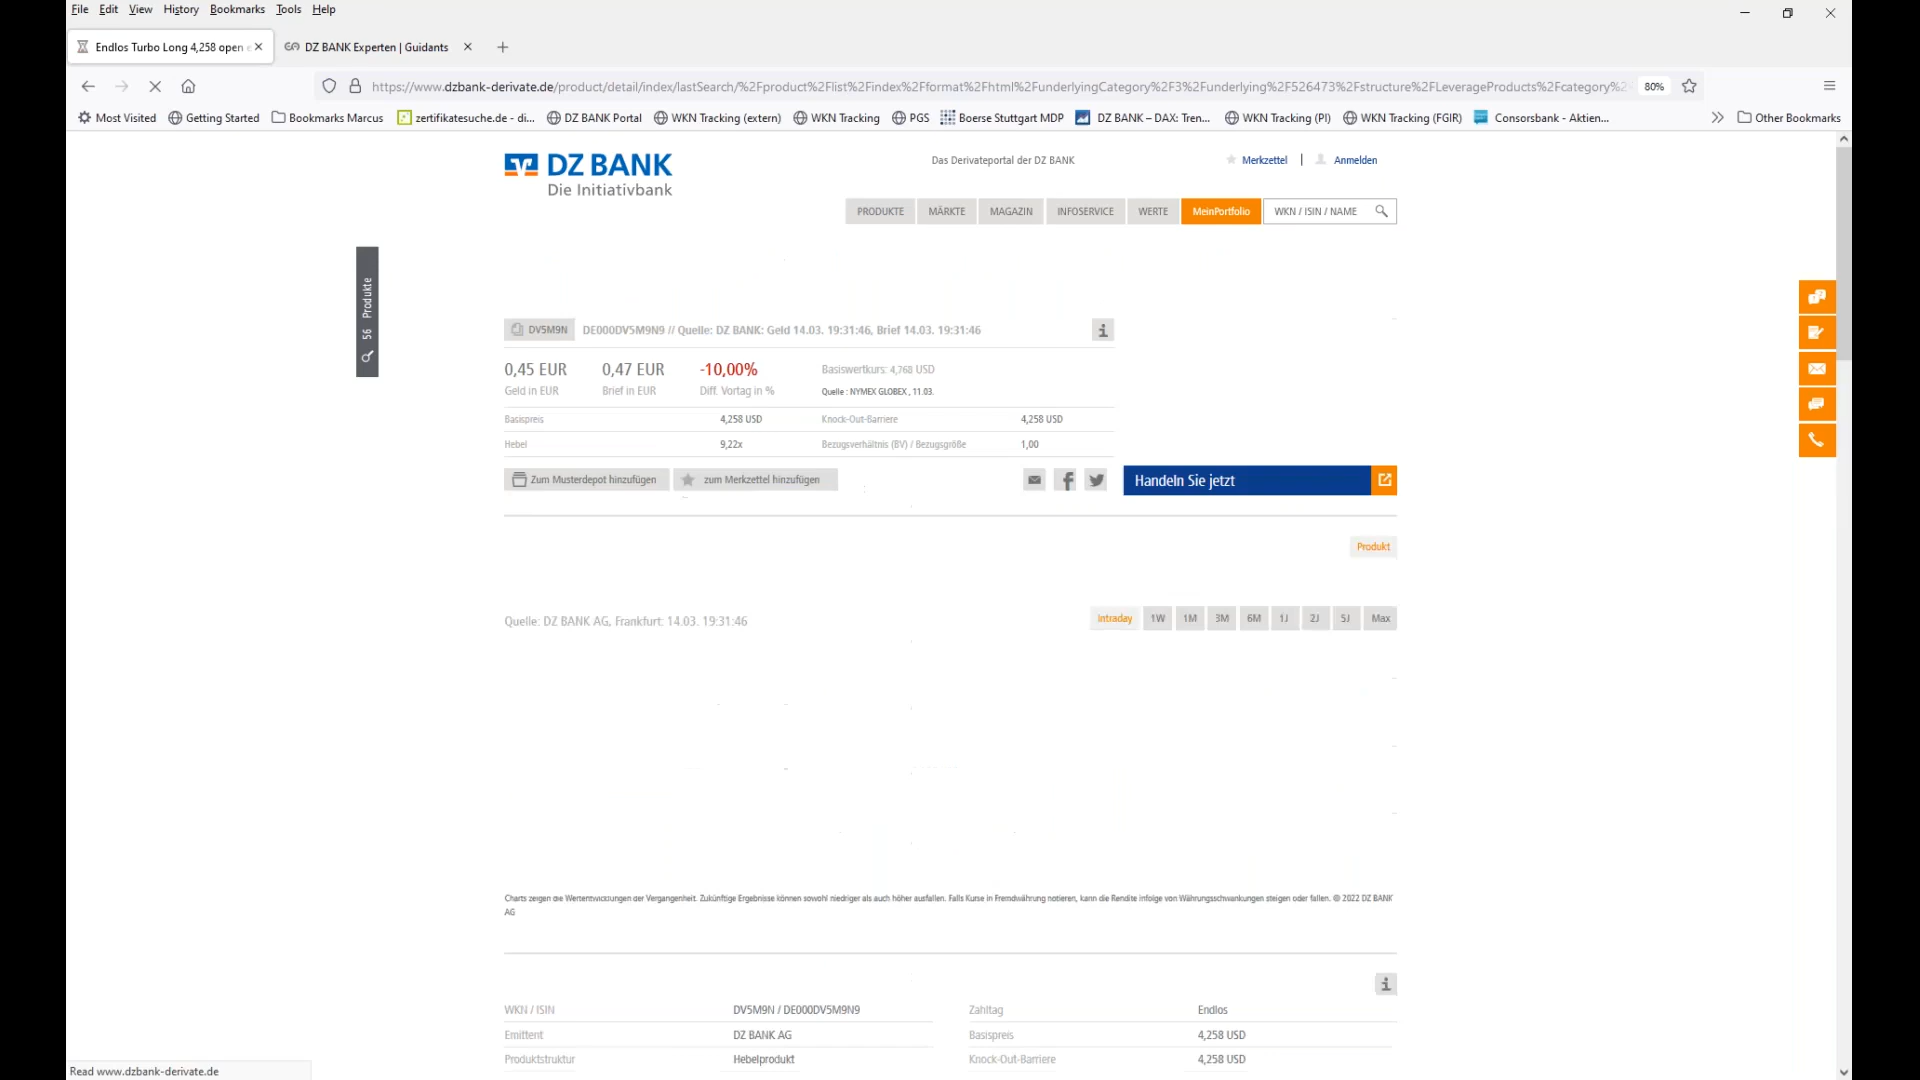 File Edit View History Bookmarks Tools Help
Endlos Turbo Long 4,258 open
DZ BANK Experten | Guidants
https://www.dzbank-derivate.de/product/detail/index/lastSearch/%2Fproduct%2Flist%2Findex%2Fformat%2Fhtml%2FunderlyingCategory%2F3%2Funderlying%2F526473%2Fstructure%2FLeverageProducts%2Fcategory%2 80%
Most Visited Getting Started Bookmarks Marcus zertifikatesuche.de - di... DZ BANK Portal WKN Tracking (extern) WKN Tracking PGS Boerse Stuttgart MDP DZ BANK – DAX: Tren... WKN Tracking (PI) WKN Tracking (FGIR) Consorsbank - Aktien... Other Bookmarks
DZ BANK
Die Initiativbank
Das Derivateportal der DZ BANK
Merkzettel | Anmelden
PRODUKTE MÄRKTE MAGAZIN INFOSERVICE WERTE MeinPortfolio WKN / ISIN / NAME
56 Produkte
DV5M9N DE000DV5M9N9 // Quelle: DZ BANK: Geld 14.03. 19:31:46, Brief 14.03. 19:31:46
0,45 EUR 0,47 EUR -10,00% Basiswertkurs: 4,768 USD
Geld in EUR Brief in EUR Diff. Vortag in % Quelle : NYMEX GLOBEX , 11.03.
Basispreis 4,258 USD Knock-Out-Barriere 4,258 USD
Hebel 9,22x Bezugsverhältnis (BV) / Bezugsgröße 1,00
Zum Musterdepot hinzufügen zum Merkzettel hinzufügen Handeln Sie jetzt
Produkt
Quelle: DZ BANK AG, Frankfurt: 14.03. 19:31:46 Intraday 1W 1M 3M 6M 1J 2J 5J Max
Charts zeigen die Wertentwicklungen der Vergangenheit. Zukünftige Ergebnisse können sowohl niedriger als auch höher ausfallen. Falls Kurse in Fremdwährung notieren, kann die Rendite infolge von Währungsschwankungen steigen oder fallen. © 2022 DZ BANK
AG
WKN / ISIN DV5M9N / DE000DV5M9N9 Zahltag Endlos
Emittent DZ BANK AG Basispreis 4,258 USD
Produktstruktur Hebelprodukt Knock-Out-Barriere 4,258 USD
Read www.dzbank-derivate.de